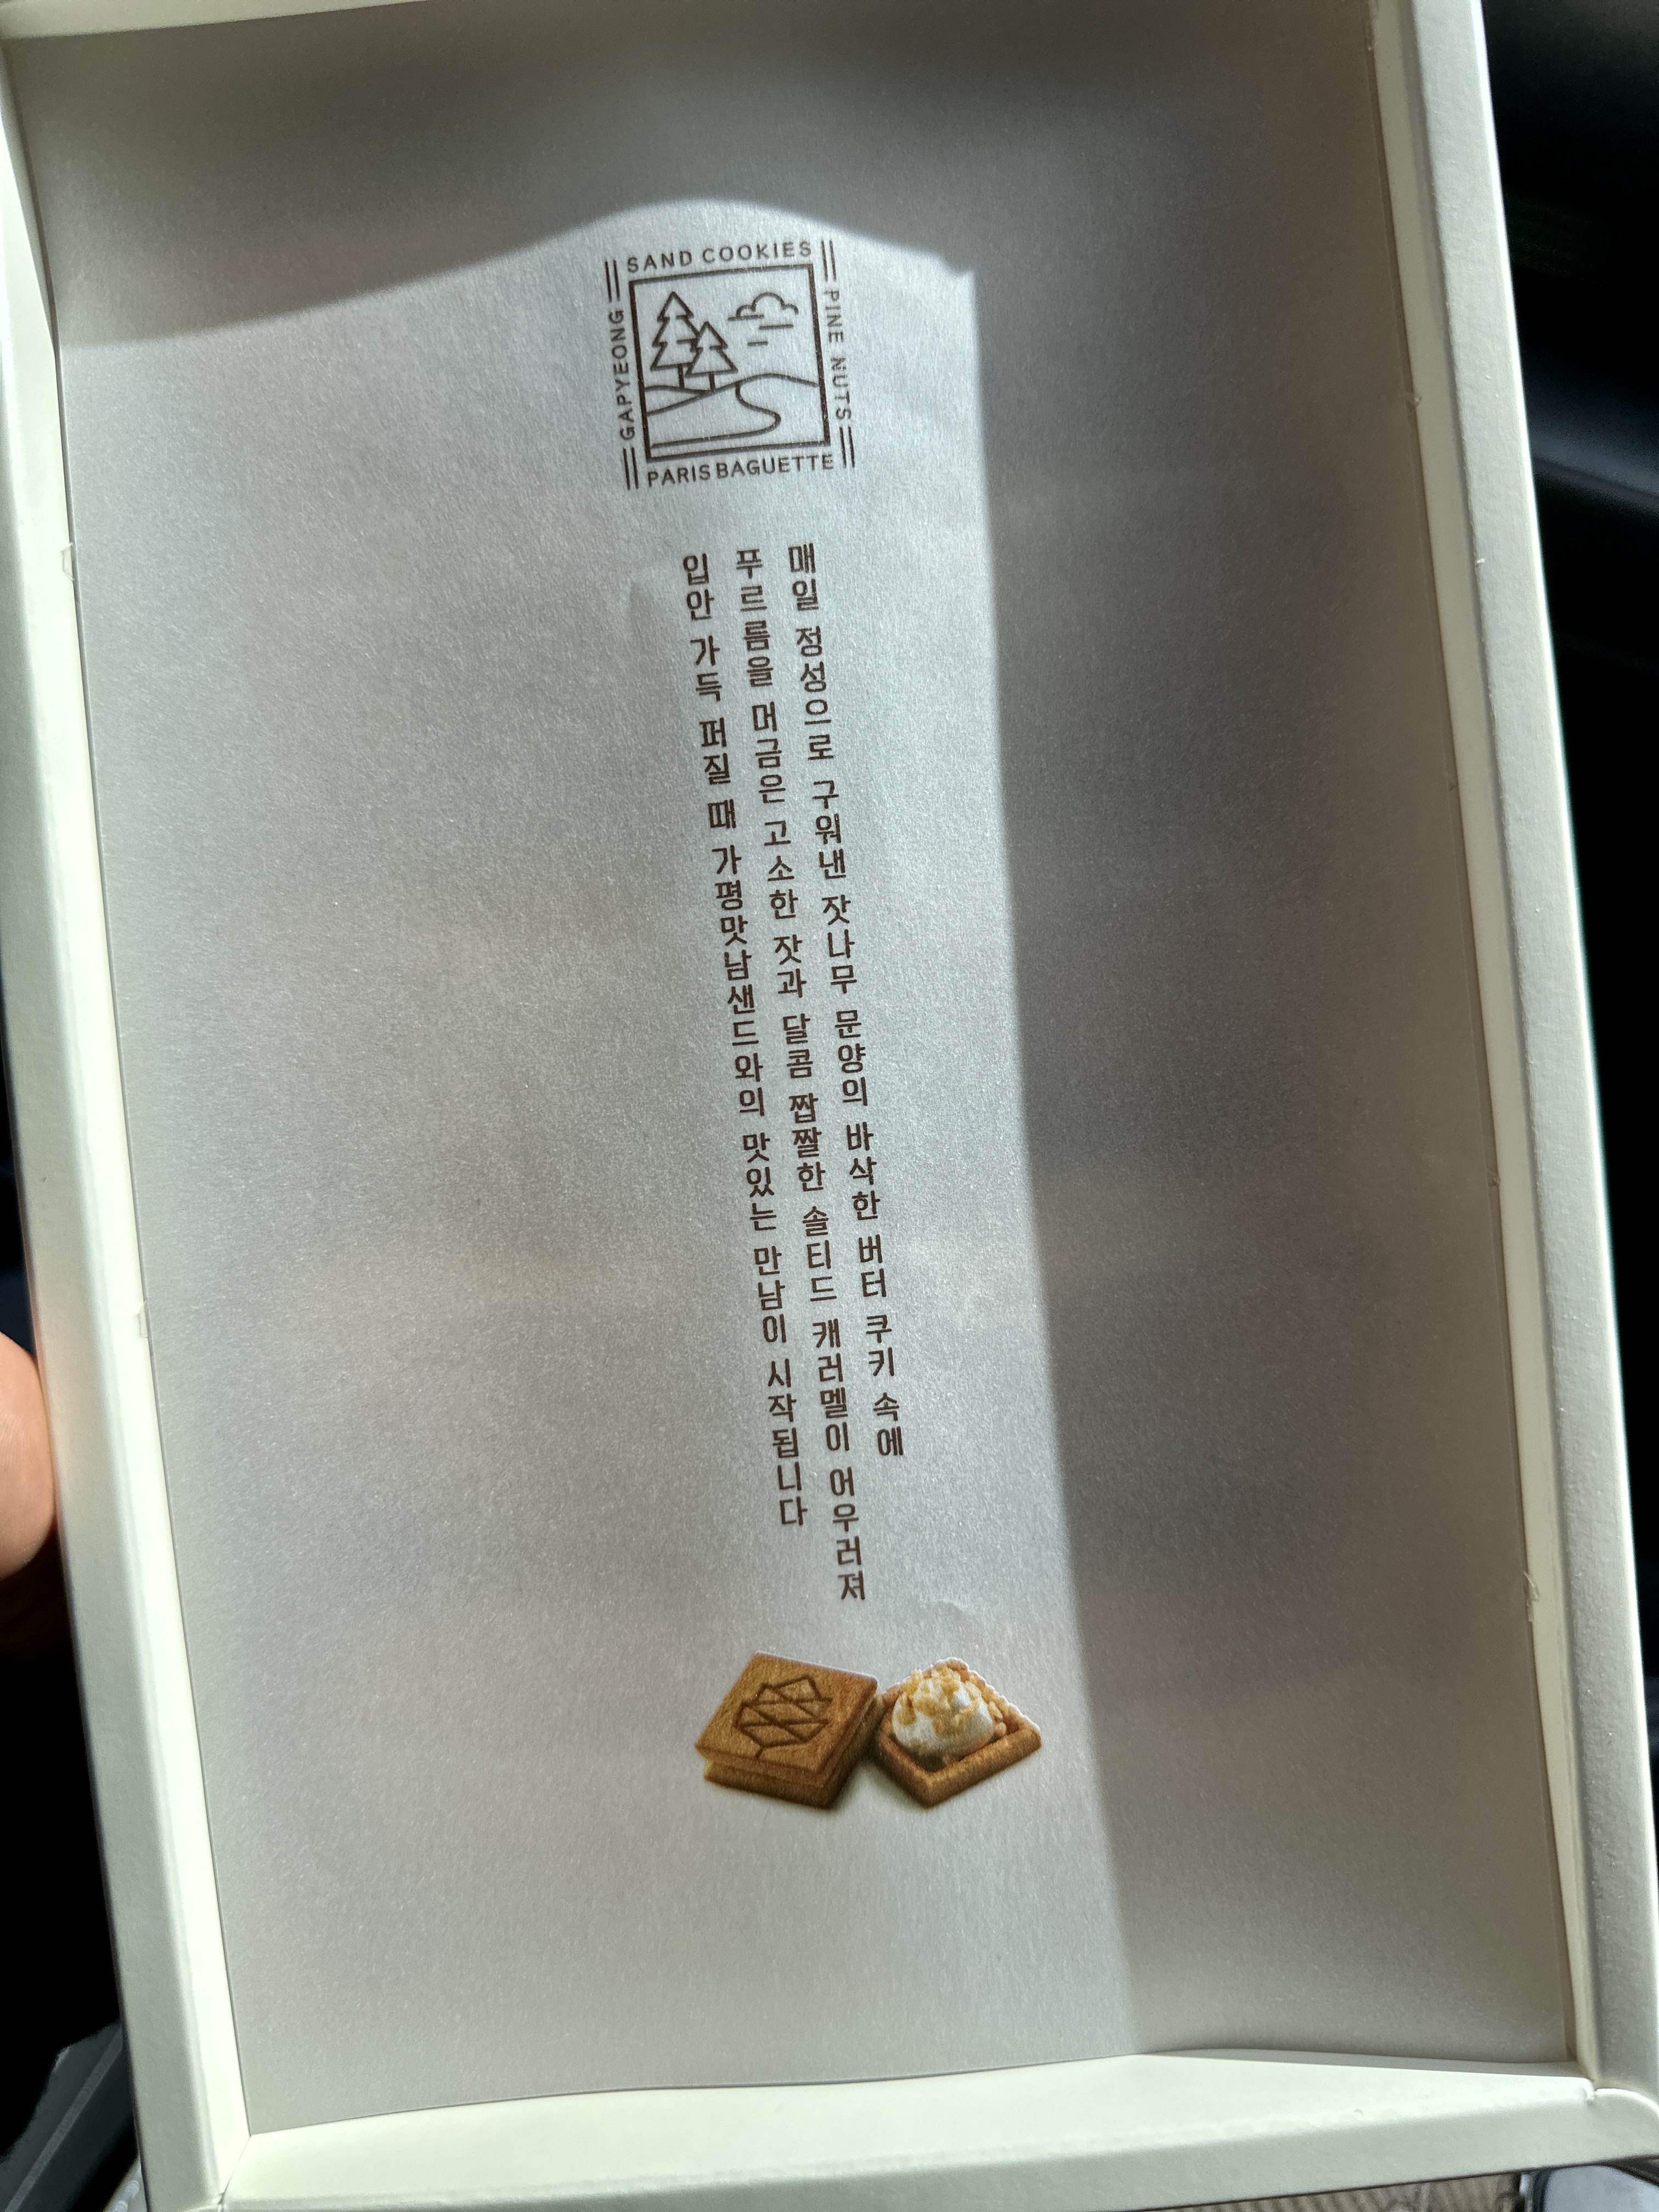 SAND COOKIES
GAPYEONG
PINE NUTS
PARIS BAGUETTE
매일 정성으로 구워낸 잣나무 문양의 바삭한 버터 쿠키 속에
푸르름을 머금은 고소한 잣과 달콤 짭짤한 솔티드 캐러멜이 어우러져
입안 가득 퍼질 때 가평맛남샌드와의 맛있는 만남이 시작됩니다